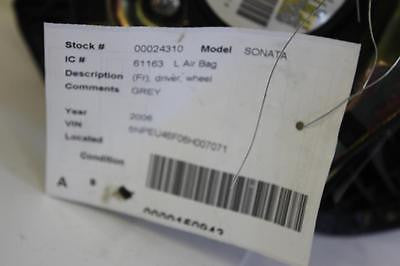 Stock # 00024310 Model SONATA
IC # 61163 L Air Bag
Description (Fr), driver, wheel
Comments GREY
Year 2006
VIN 5NPEU46F06H007071
Located
Condition
A